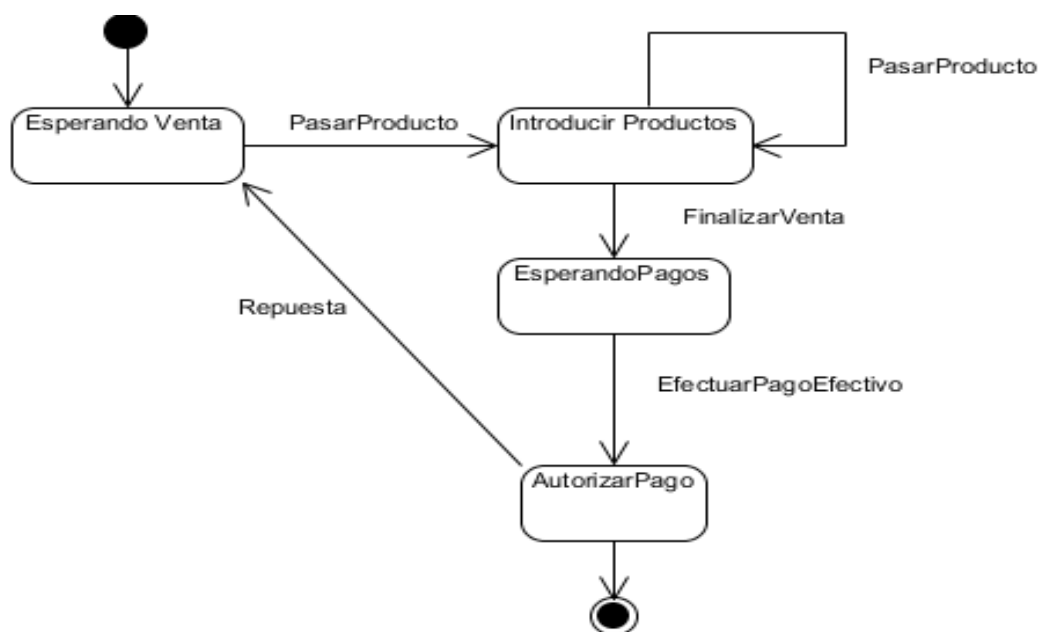 PasarProducto
Esperando Venta
PasarProducto
Introducir Productos
FinalizarVenta
EsperandoPagos
Repuesta
EfectuarPagoEfectivo
AutorizarPago